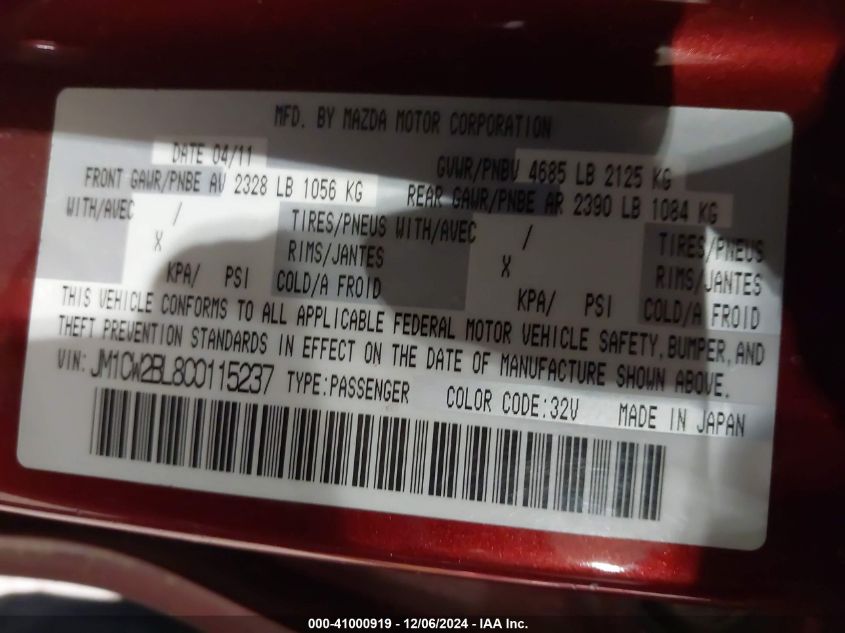 MFD. BY MAZDA MOTOR CORPORATION
DATE 04/11 GVWR/PNBV 4685 LB 2125 KG
FRONT GAWR/PNBE AV 2328 LB 1056 KG REAR GAWR/PNBE AR 2390 LB 1084 KG
WITH/AVEC / TIRES/PNEUS WITH/AVEC / TIRES/PNEUS
X RIMS/JANTES X RIMS/JANTES
KPA/ PSI COLD/A FROID KPA/ PSI COLD/A FROID
THIS VEHICLE CONFORMS TO ALL APPLICABLE FEDERAL MOTOR VEHICLE SAFETY, BUMPER, AND
THEFT PREVENTION STANDARDS IN EFFECT ON THE DATE OF MANUFACTURE SHOWN ABOVE.
VIN: JM1CW2BL8C0115237 TYPE:PASSENGER COLOR CODE:32V MADE IN JAPAN
000-41000919 - 12/06/2024 - IAA Inc.